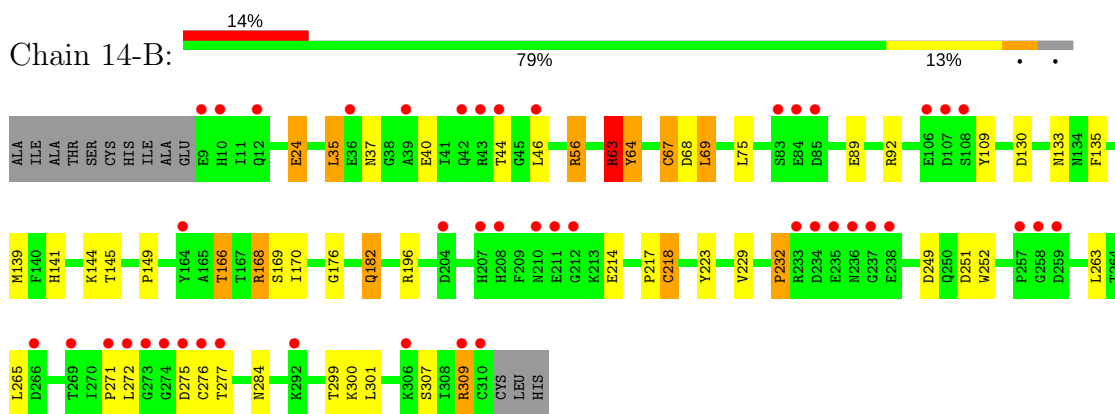 14%
Chain 14-B:
79% 13% • •
ALA ILE ALA THR SER CYS HIS ILE ALA GLU E9 H10 I11 Q12 E24 L35 E36 N37 G38 A39 E40 I41 Q42 R43 T44 C45 L46 R56 R63 Y64 C67 D68 L69 L75 S83 E84 D85 E89 R92 E106 D107 S108 Y109 D130 N133 N134 F135
M139 F140 H141 K144 T145 P149 Y164 A165 T166 T167 R168 S169 I170 G176 Q182 R196 D204 H207 H208 F209 N210 E211 G212 K213 E214 P217 C218 Y223 V229 P232 R233 D234 E235 N236 G237 E238 D249 Q250 D251 W252 P257 G258 D259 L263 T264
L265 D266 T269 I270 P271 L272 G273 G274 D275 C276 T277 N284 K292 T299 K300 L301 K306 S307 I308 R309 C310 CYS LEU HIS